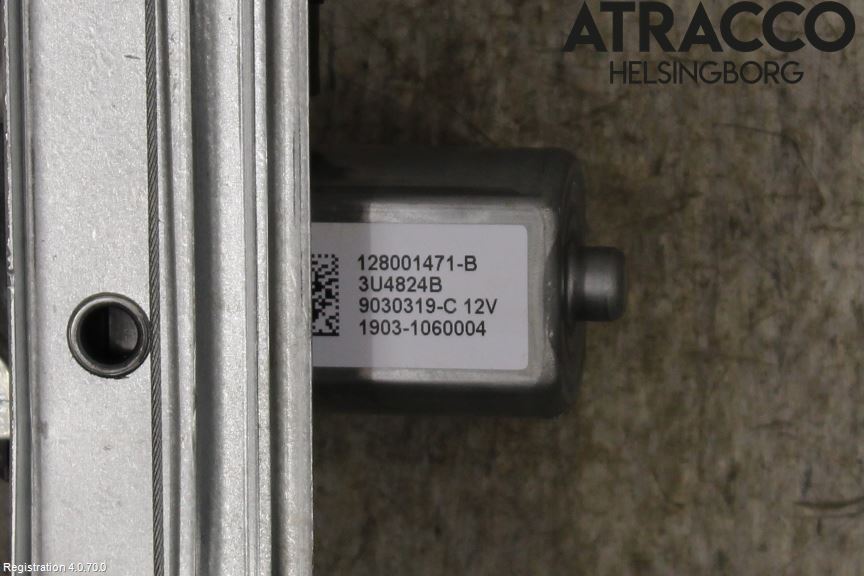 ATRACCO
HELSINGBORG
128001471-B
3U4824B
9030319-C 12V
1903-1060004
Registration 4.0.70.0